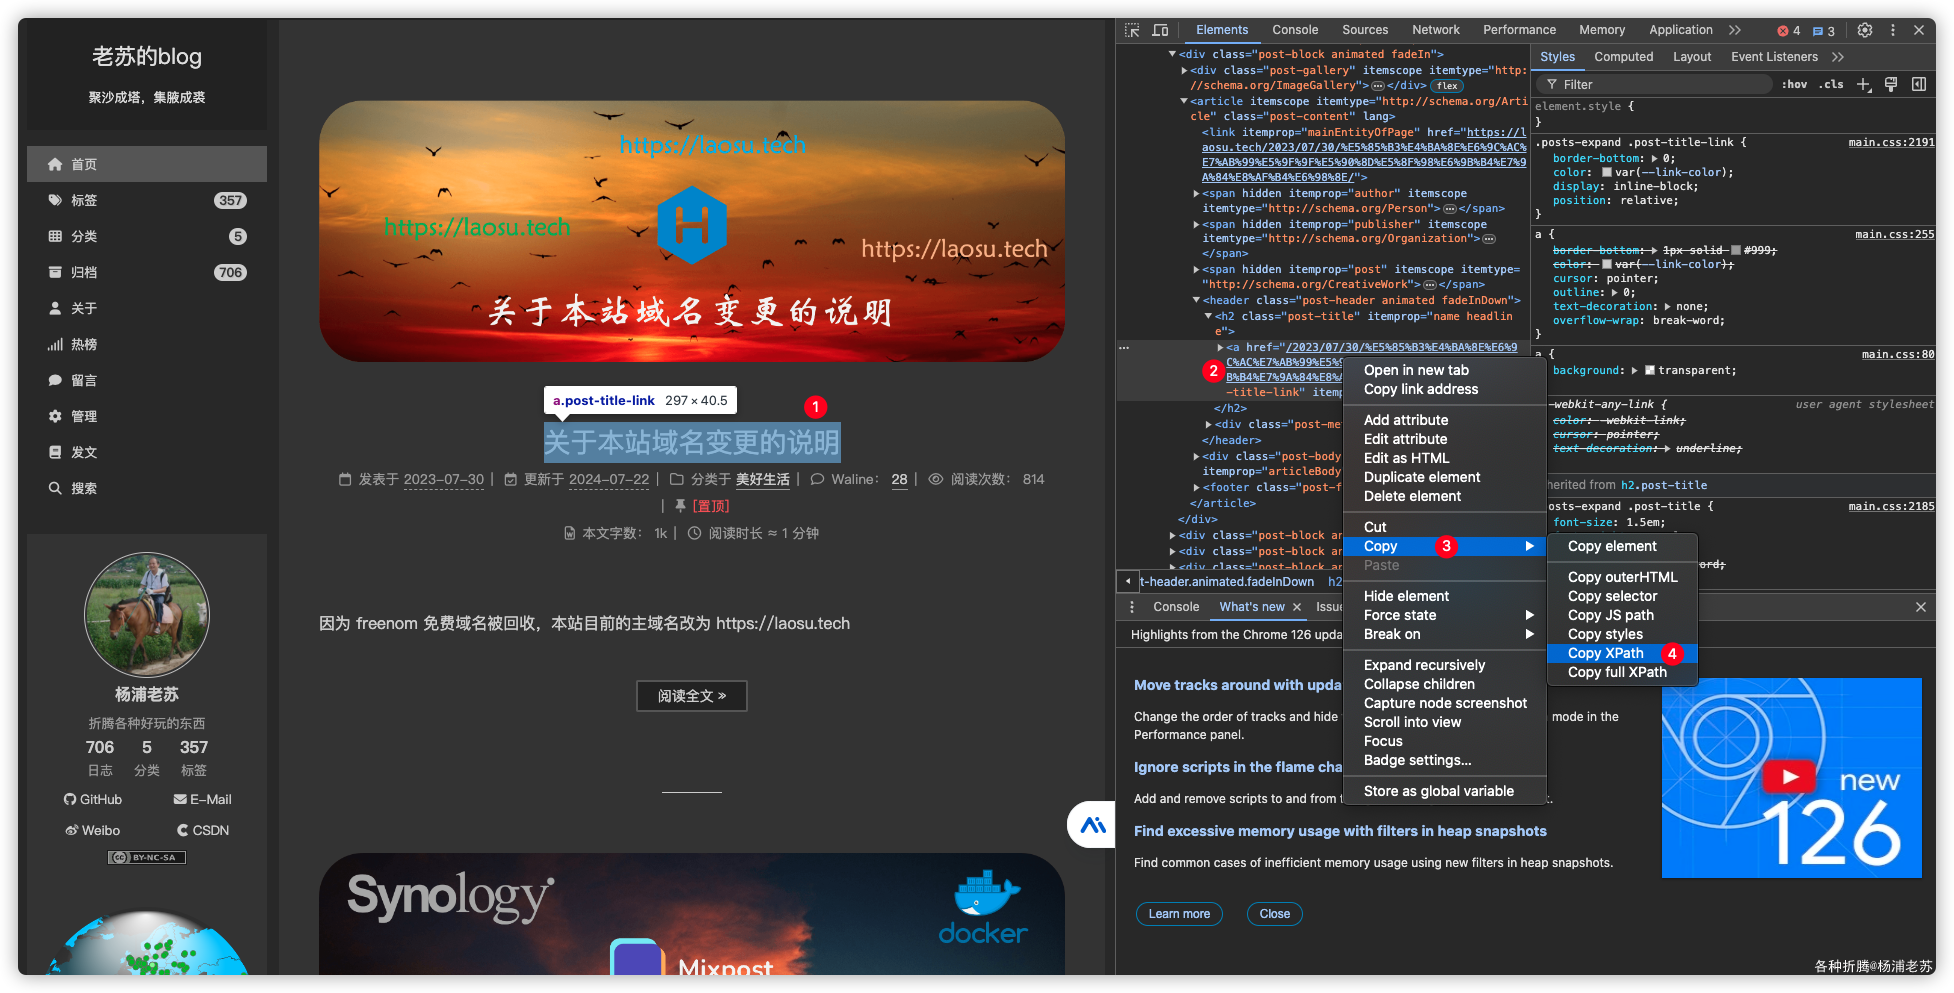 老苏的blog
聚沙成塔，集腋成裘
首页
标签 357
分类 5
归档 706
关于
热榜
留言
管理
发文
搜索
杨浦老苏
折腾各种好玩的东西
706 5 357
日志 分类 标签
GitHub E-Mail
Weibo CSDN
BY-NC-SA
https://laosu.tech
https://laosu.tech
https://laosu.tech
关于本站域名变更的说明
a.post-title-link 297 × 40.5
1
关于本站域名变更的说明
发表于 2023-07-30 | 更新于 2024-07-22 | 分类于 美好生活 | Waline： 28 | 阅读次数： 814
| [置顶]
本文字数： 1k | 阅读时长 ≈ 1 分钟
因为 freenom 免费域名被回收，本站目前的主域名改为 https://laosu.tech
阅读全文 »
Synology
docker
Mixpost
Elements Console Sources Network Performance Memory Application 4 3
<div class="post-block animated fadeIn">
<div class="post-gallery" itemscope itemtype="http:
//schema.org/ImageGallery"> </div> flex
<article itemscope itemtype="http://schema.org/Arti
cle" class="post-content" lang>
<link itemprop="mainEntityOfPage" href="https://l
aosu.tech/2023/07/30/%E5%85%B3%E4%BA%8E%E6%9C%AC%
E7%AB%99%E5%9F%9F%E5%90%8D%E5%8F%98%E6%9B%B4%E7%9
A%84%E8%AF%B4%E6%98%8E/">
<span hidden itemprop="author" itemscope
itemtype="http://schema.org/Person"> </span>
<span hidden itemprop="publisher" itemscope
itemtype="http://schema.org/Organization">
</span>
<span hidden itemprop="post" itemscope itemtype=
"http://schema.org/CreativeWork"> </span>
<header class="post-header animated fadeInDown">
<h2 class="post-title" itemprop="name headlin
e">
<a href="/2023/07/30/%E5%85%B3%E4%BA%8E%E6%9
C%AC%E7%AB%99%E5%9
2
B%B4%E7%9A%84%E8%A
-title-link" itemp
</h2>
<div class="post-me
</header>
<div class="post-body
itemprop="articleBody
<footer class="post-f
</article>
</div>
<div class="post-block an
<div class="post-block an
<div class="post-block an
t-header.animated.fadeInDown h2
Styles Computed Layout Event Listeners
Filter :hov .cls
element.style {
}
.posts-expand .post-title-link { main.css:2191
border-bottom: 0;
color: var(--link-color);
display: inline-block;
position: relative;
}
a { main.css:255
border-bottom: 1px solid #999;
color: var(--link-color);
cursor: pointer;
outline: 0;
text-decoration: none;
overflow-wrap: break-word;
}
a { main.css:80
background: transparent;
-webkit-any-link { user agent stylesheet
color: -webkit-link;
cursor: pointer;
text-decoration: underline;
herited from h2.post-title
osts-expand .post-title { main.css:2185
font-size: 1.5em;
ord;
Open in new tab
Copy link address
Add attribute
Edit attribute
Edit as HTML
Duplicate element
Delete element
Cut
Copy 3
Paste
Hide element
Force state
Break on
Expand recursively
Collapse children
Capture node screenshot
Scroll into view
Focus
Badge settings...
Store as global variable
Copy element
Copy outerHTML
Copy selector
Copy JS path
Copy styles
Copy XPath 4
Copy full XPath
Console What's new Issue
Highlights from the Chrome 126 upda
Move tracks around with upda
Change the order of tracks and hide mode in the
Performance panel.
Ignore scripts in the flame cha
Add and remove scripts to and from t t.
Find excessive memory usage with filters in heap snapshots
Find common cases of inefficient memory usage using new filters in heap snapshots.
Learn more Close
new
126
各种折腾@杨浦老苏